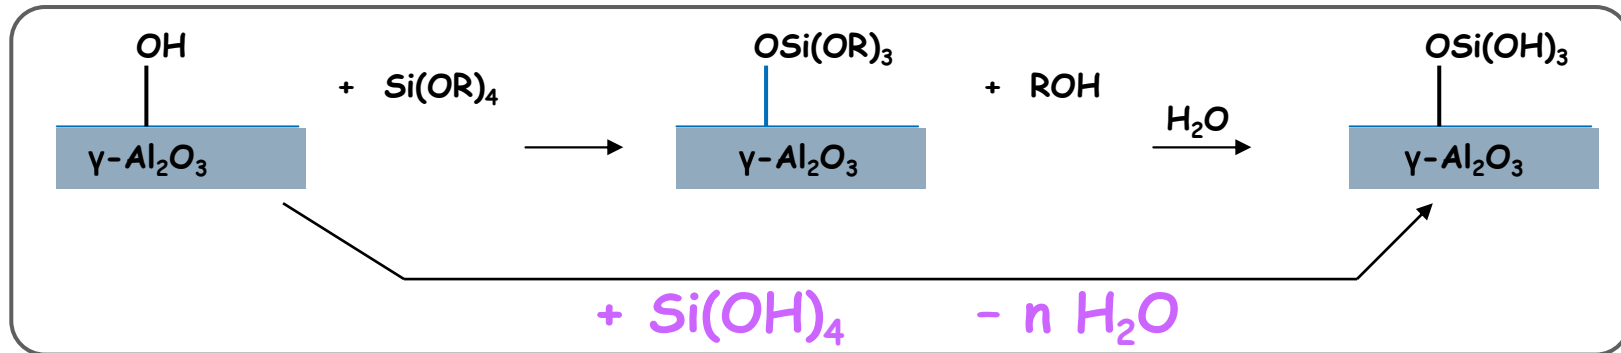 OH
OSi(OR)₃
OSi(OH)₃
+ Si(OR)₄
+ ROH
H₂O
γ-Al₂O₃
γ-Al₂O₃
γ-Al₂O₃
+ Si(OH)₄ – n H₂O